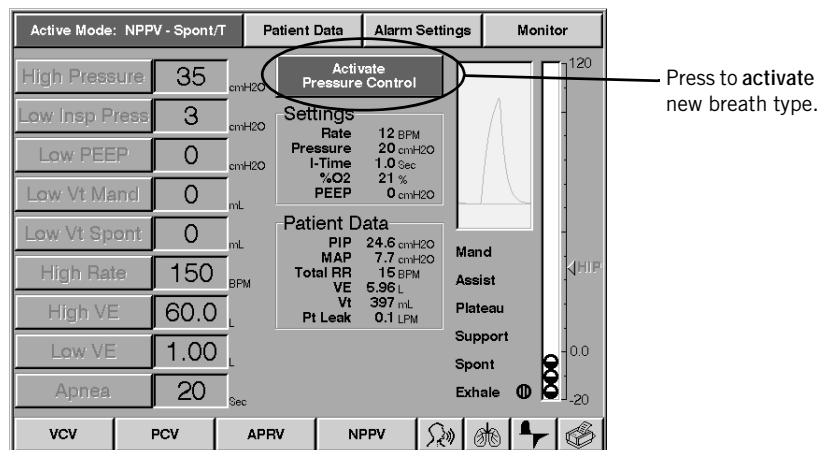 Active Mode: NPPV - Spont/T
Patient Data
Alarm Settings
Monitor
High Pressure 35 cmH2O
Low Insp Press 3 cmH2O
Low PEEP 0 cmH2O
Low Vt Mand 0 mL
Low Vt Spont 0 mL
High Rate 150 BPM
High VE 60.0 L
Low VE 1.00 L
Apnea 20 Sec
Activate
Pressure Control
Settings
Rate 12 BPM
Pressure 20 cmH2O
I-Time 1.0 Sec
%O2 21 %
PEEP 0 cmH2O
Patient Data
PIP 24.6 cmH2O
MAP 7.7 cmH2O
Total RR 15 BPM
VE 5.96 L
Vt 397 mL
Pt Leak 0.1 LPM
Mand
Assist
Plateau
Support
Spont
Exhale
120
HIP
0.0
-20
Press to activate
new breath type.
VCV
PCV
APRV
NPPV